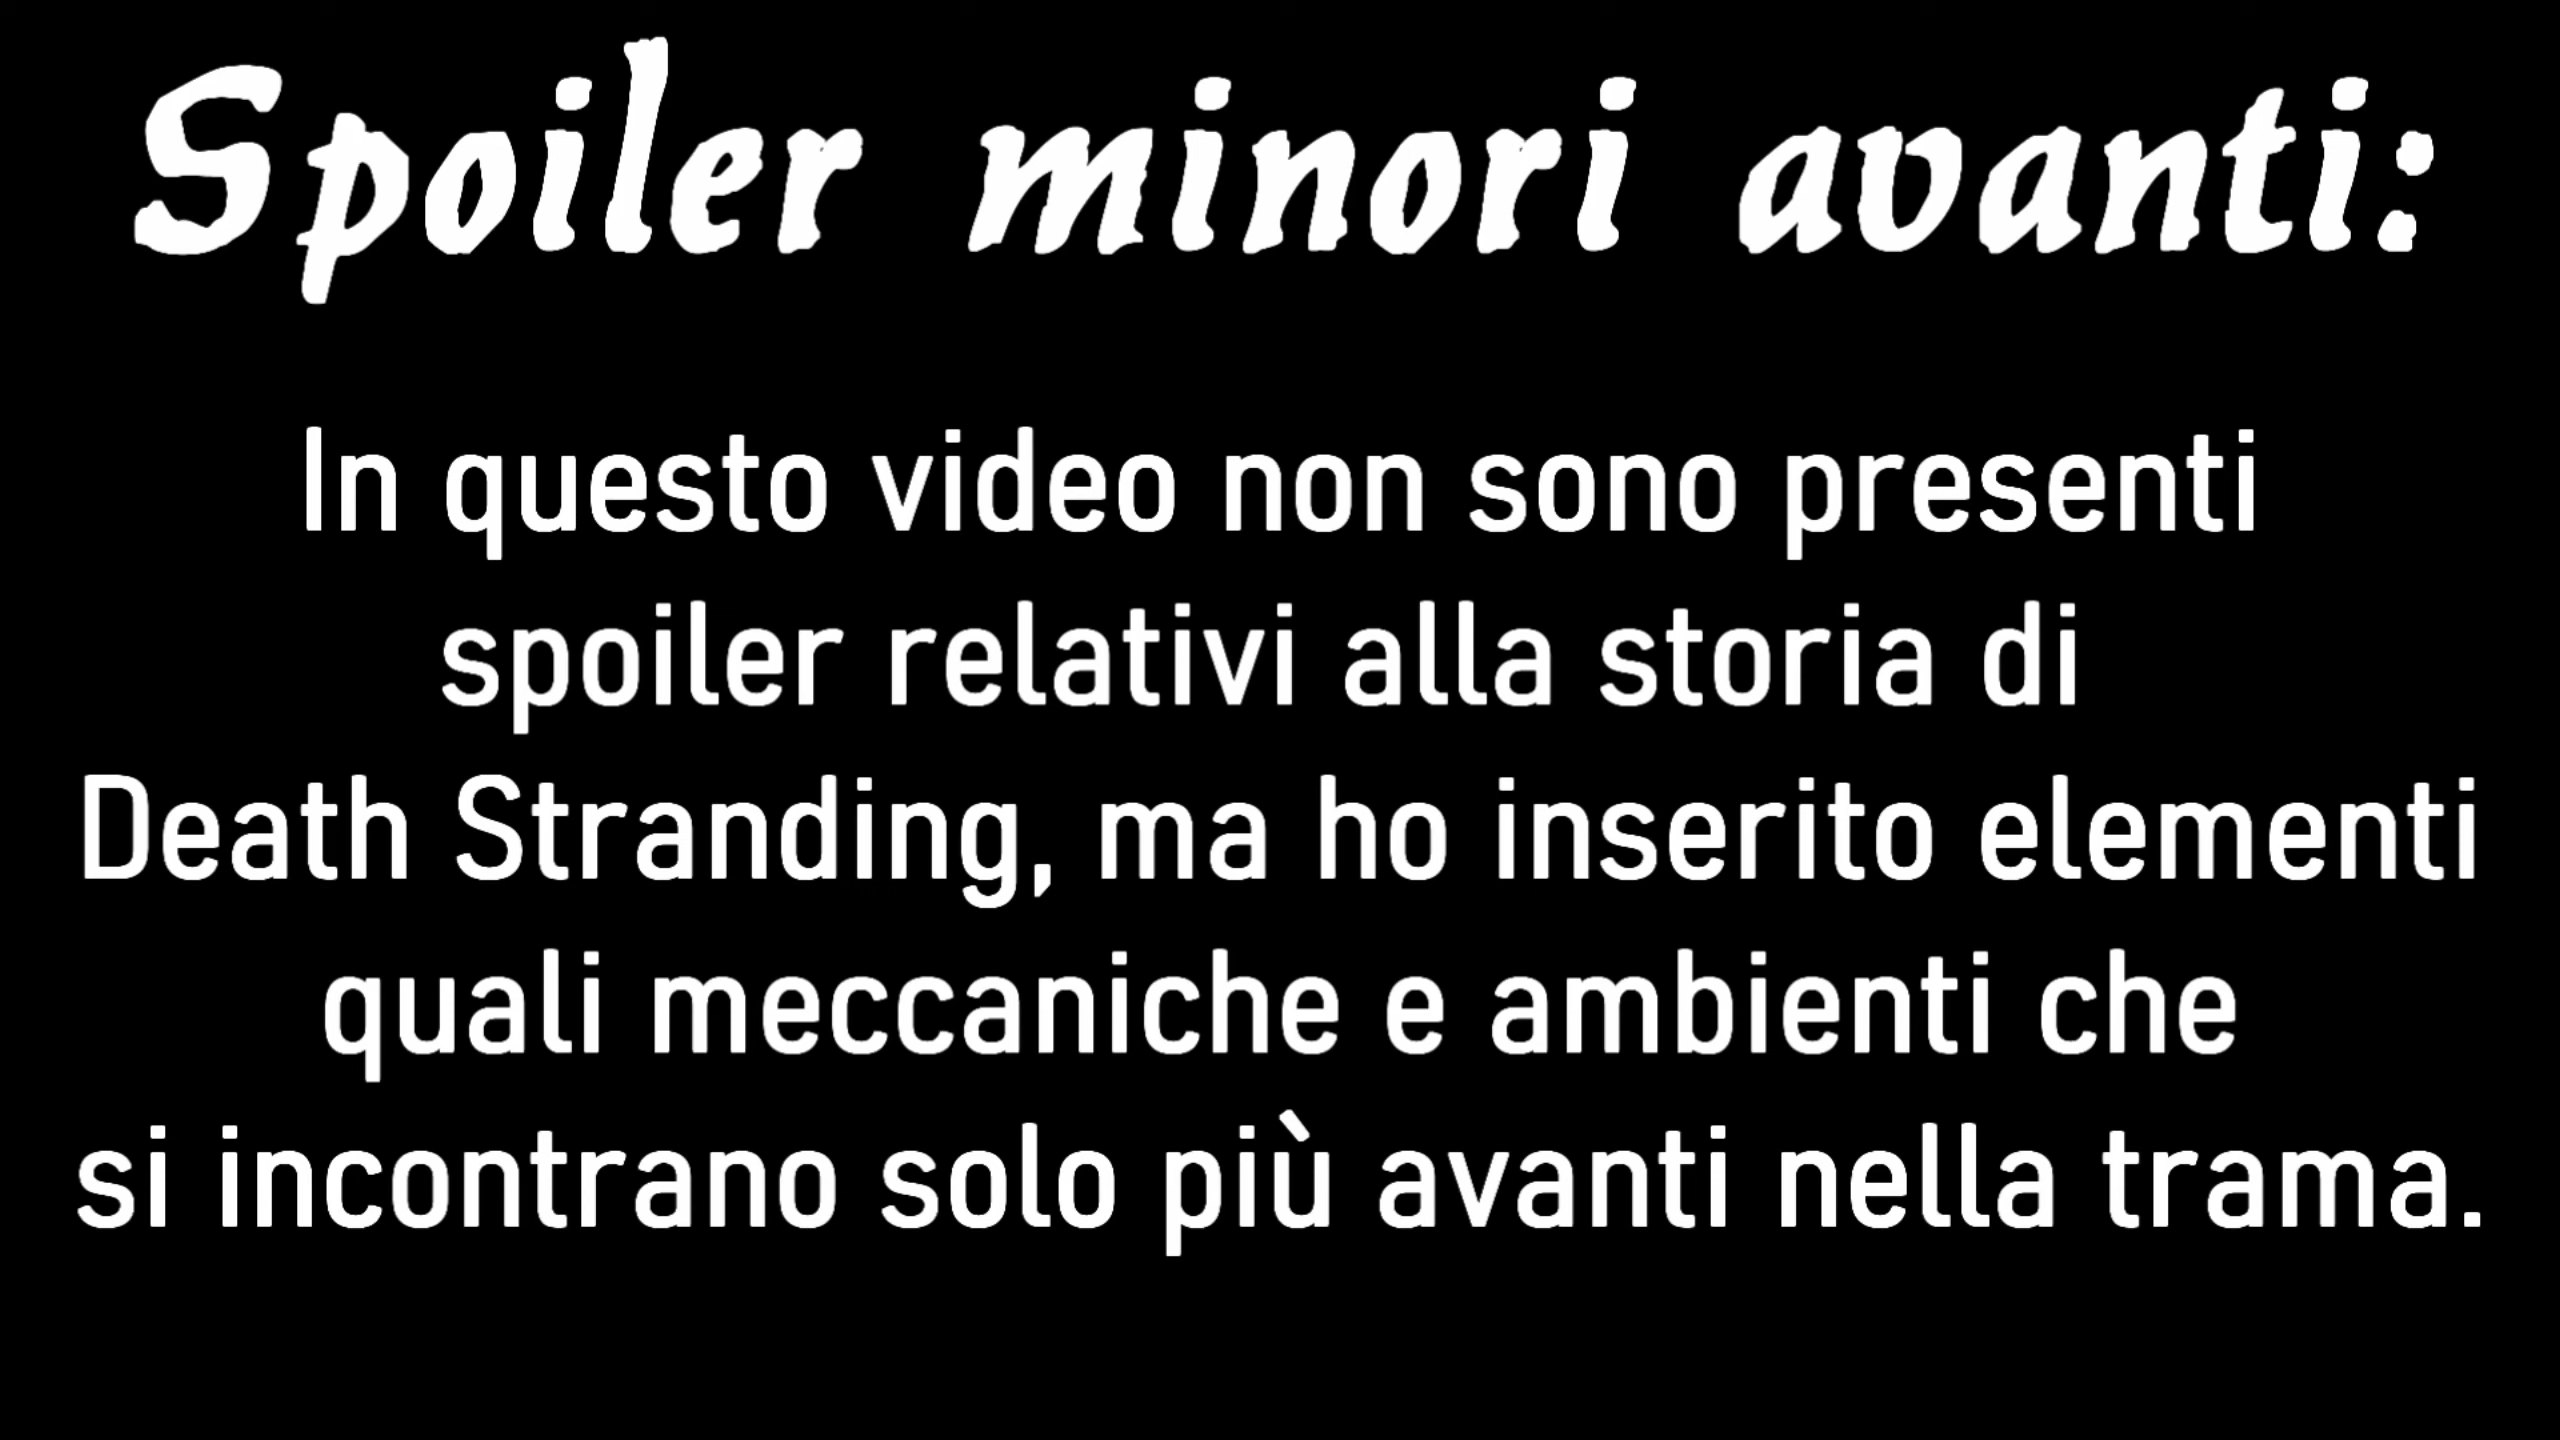 Spoiler minori avanti:
In questo video non sono presenti
spoiler relativi alla storia di
Death Stranding, ma ho inserito elementi
quali meccaniche e ambienti che
si incontrano solo più avanti nella trama.